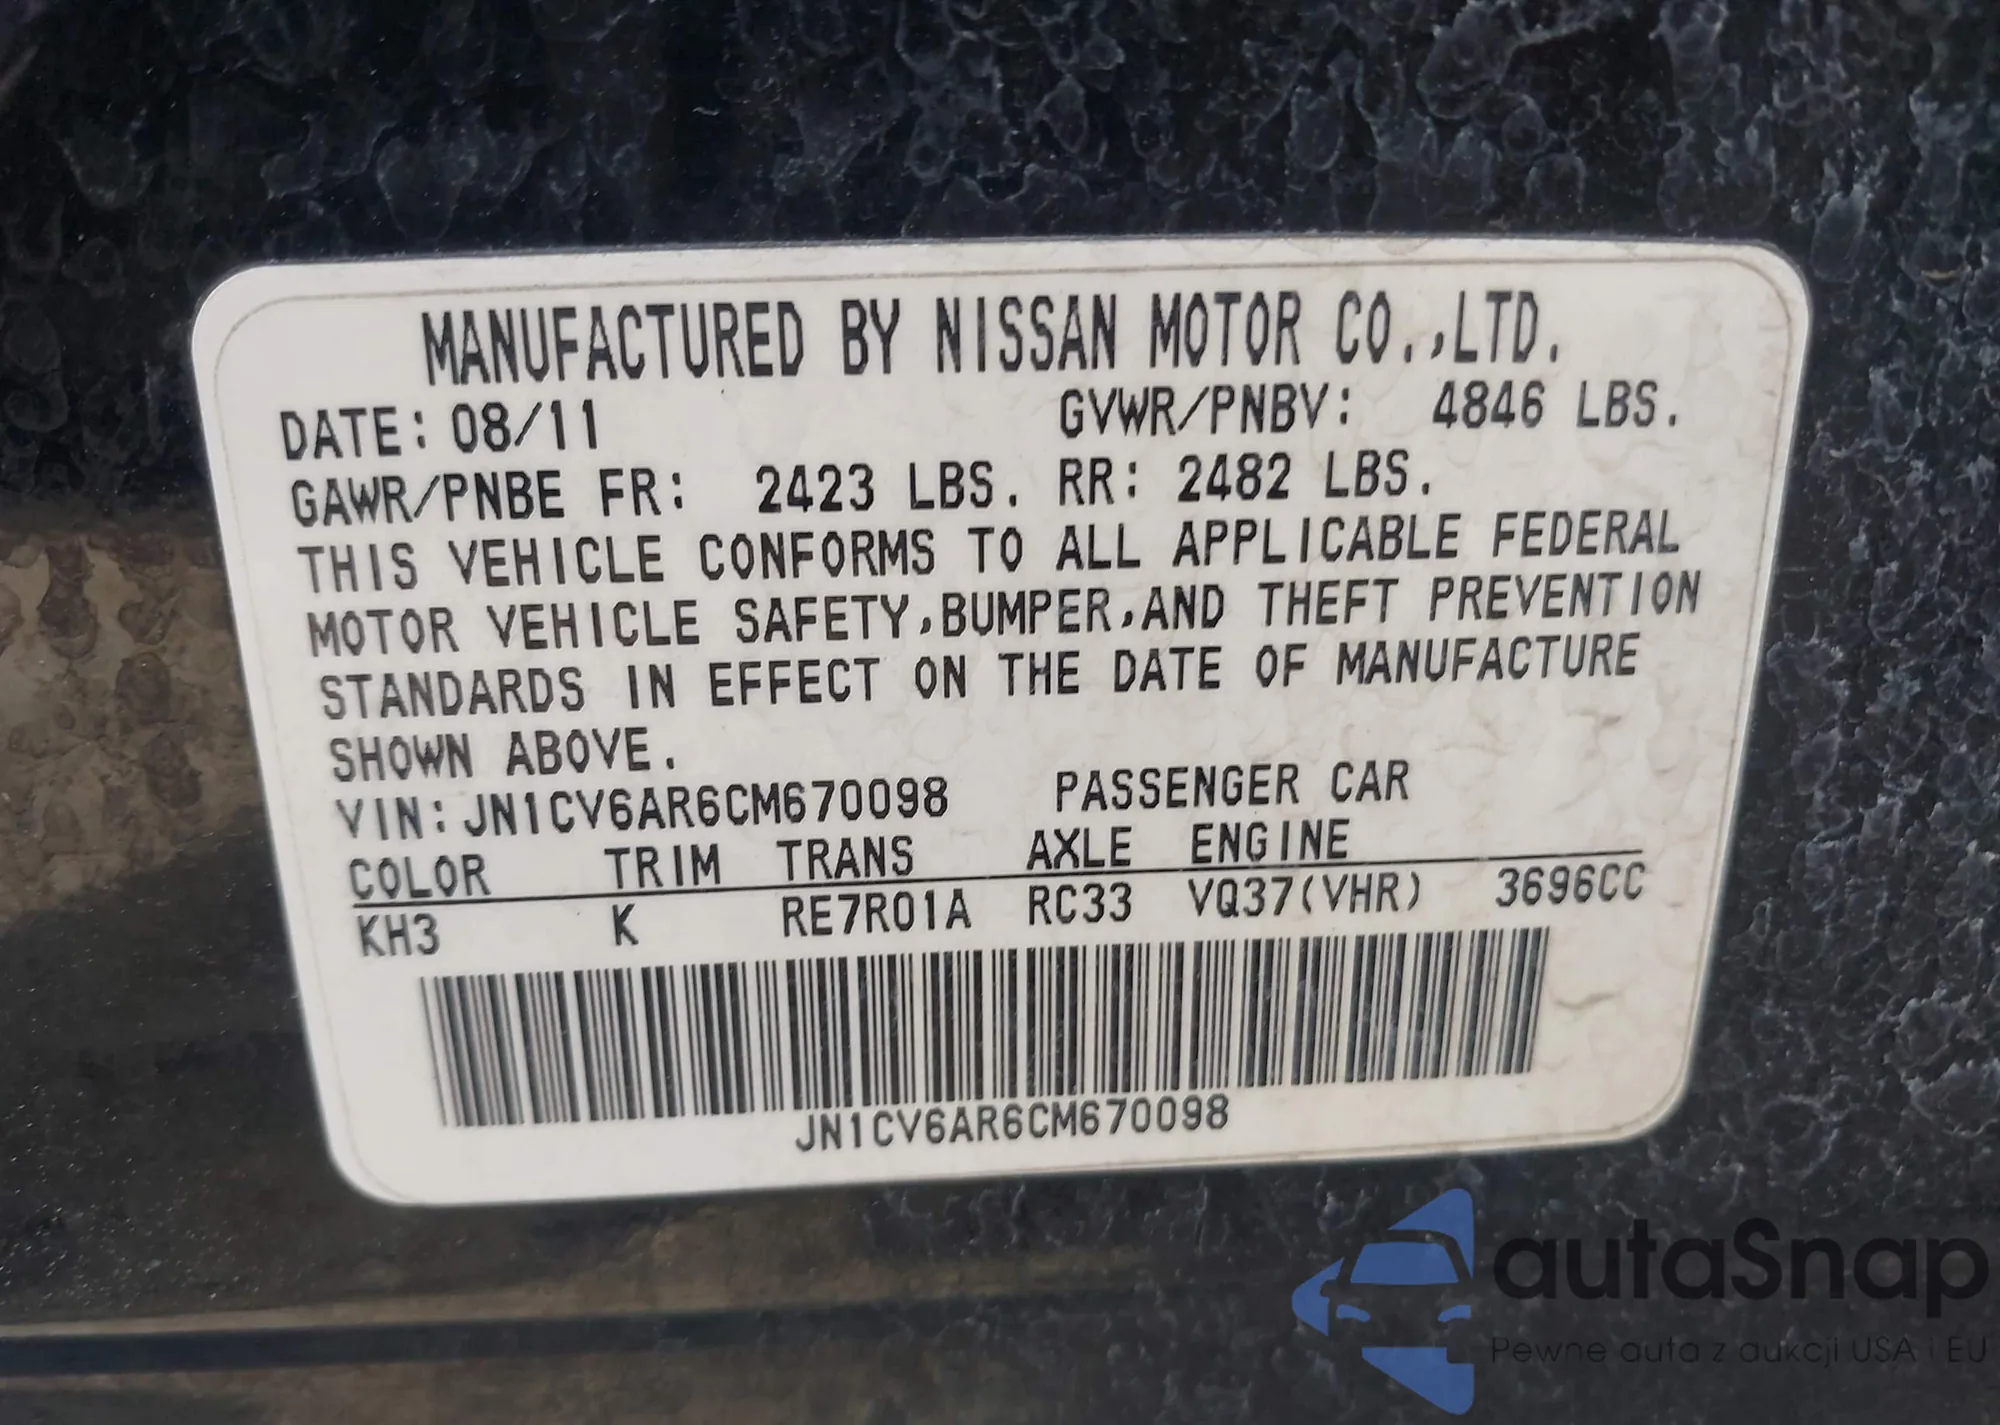 MANUFACTURED BY NISSAN MOTOR CO.,LTD.
DATE: 08/11 GVWR/PNBV: 4846 LBS.
GAWR/PNBE FR: 2423 LBS. RR: 2482 LBS.
THIS VEHICLE CONFORMS TO ALL APPLICABLE FEDERAL
MOTOR VEHICLE SAFETY,BUMPER,AND THEFT PREVENTION
STANDARDS IN EFFECT ON THE DATE OF MANUFACTURE
SHOWN ABOVE.
VIN:JN1CV6AR6CM670098 PASSENGER CAR
COLOR TRIM TRANS AXLE ENGINE
KH3 K RE7R01A RC33 VQ37(VHR) 3696CC
JN1CV6AR6CM670098
autaSnap
Pewne auta z aukcji USA i EU